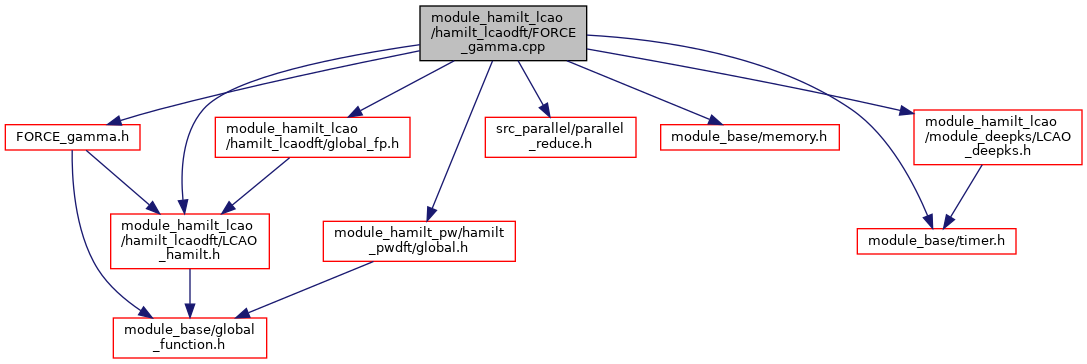 module_hamilt_lcao
/hamilt_lcaodft/FORCE
_gamma.cpp
FORCE_gamma.h
module_hamilt_lcao
/hamilt_lcaodft/global_fp.h
src_parallel/parallel
_reduce.h
module_base/memory.h
module_hamilt_lcao
/module_deepks/LCAO
_deepks.h
module_hamilt_lcao
/hamilt_lcaodft/LCAO
_hamilt.h
module_hamilt_pw/hamilt
_pwdft/global.h
module_base/timer.h
module_base/global
_function.h